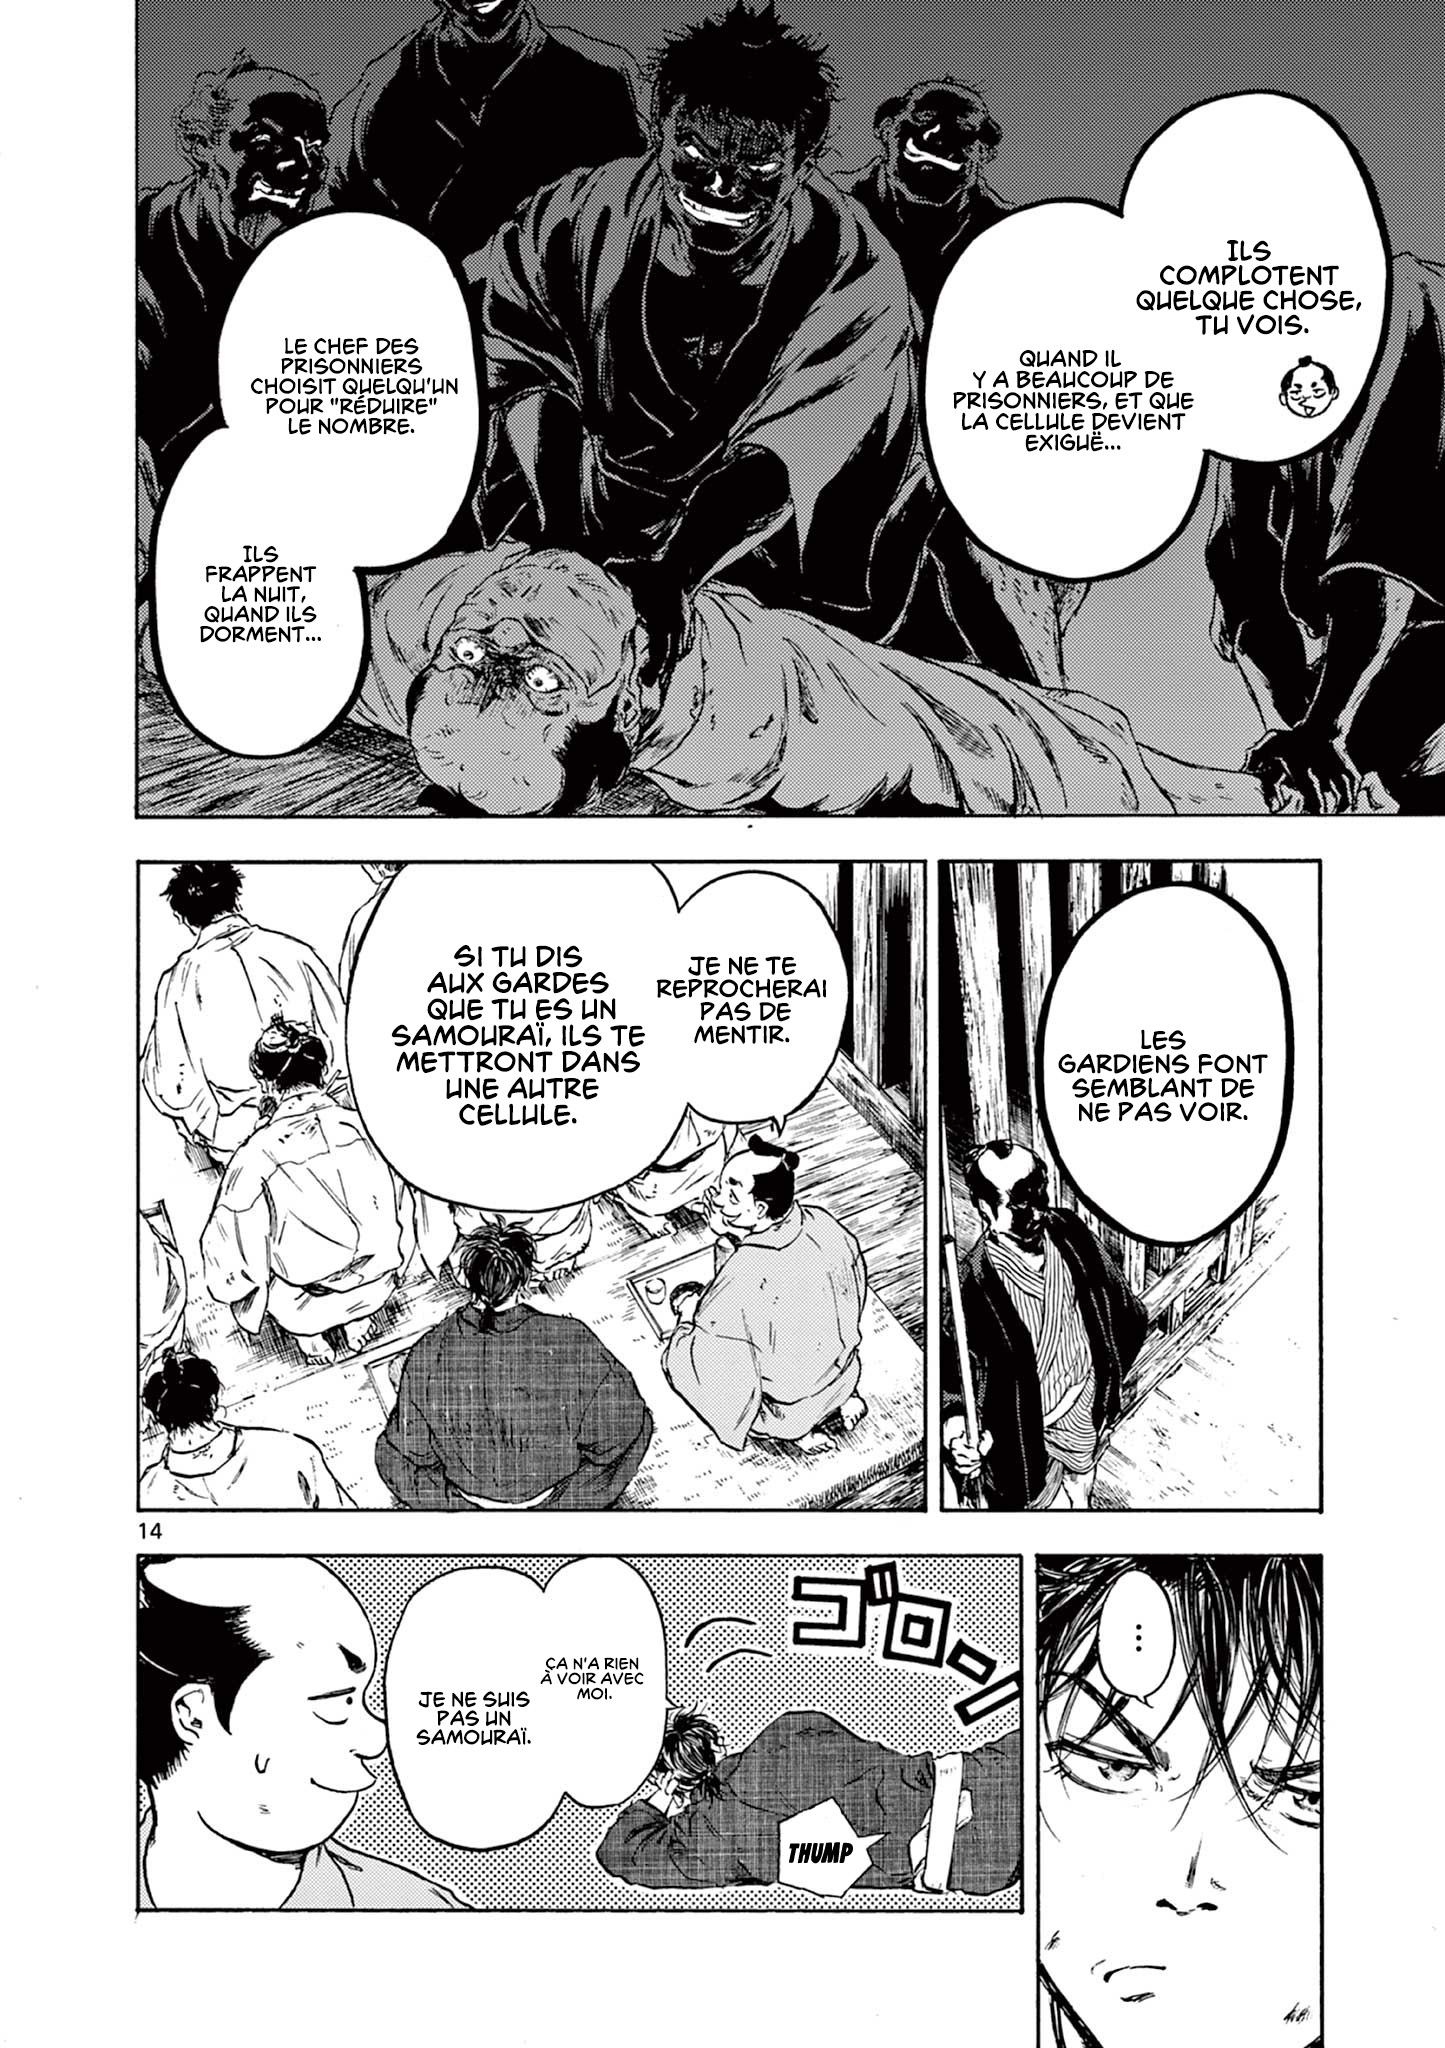 ILS
COMPLOTENT
QUELQUE CHOSE,
TU VOIS.
QUAND IL
Y A BEAUCOUP DE
PRISONNIERS, ET QUE
LA CELLULE DEVIENT
EXIGUË...
LE CHEF DES
PRISONNIERS
CHOISIT QUELQU'UN
POUR "RÉDUIRE"
LE NOMBRE.
ILS
FRAPPENT
LA NUIT,
QUAND ILS
DORMENT...
LES
GARDIENS FONT
SEMBLANT DE
NE PAS VOIR.
JE NE TE
REPROCHERAI
PAS DE
MENTIR.
SI TU DIS
AUX GARDES
QUE TU ES UN
SAMOURAÏ, ILS TE
METTRONT DANS
UNE AUTRE
CELLULE.
14
...
ゴローン
THUMP
ÇA N'A RIEN
À VOIR AVEC
MOI.
JE NE SUIS
PAS UN
SAMOURAÏ.